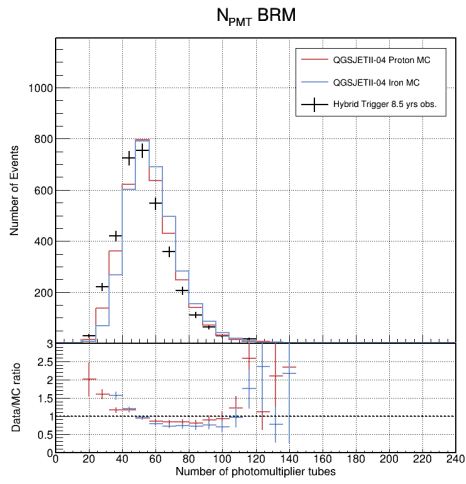 N_PMT BRM
QGSJETII-04 Proton MC
QGSJETII-04 Iron MC
Hybrid Trigger 8.5 yrs obs.
Number of Events
1000
800
600
400
200
Data/MC ratio
3
2.5
2
1.5
1
0.5
0
0 20 40 60 80 100 120 140 160 180 200 220 240
Number of photomultiplier tubes